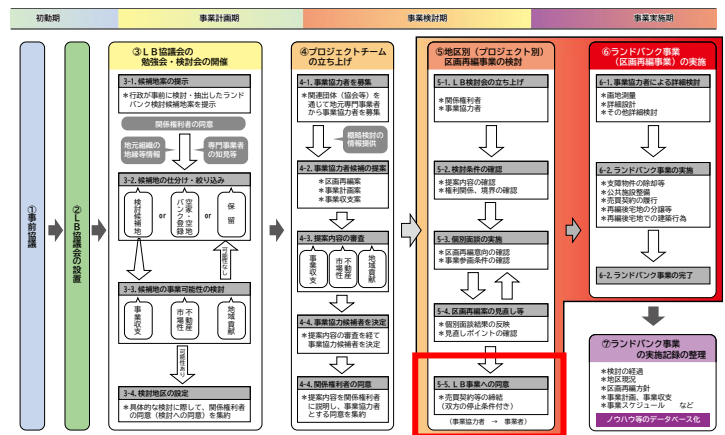 初動期
事業計画期
事業検討期
事業実施期
①事前協議
②LB協議会の設置
③LB協議会の
勉強会・検討会の開催
3-1. 候補地案の提示
＊行政が事前に検討・抽出したランド
バンク検討候補地案を提示
関係権利者の同意
地元組織の
地縁等情報
専門事業者
の知見等
3-2. 候補地の仕分け・絞り込み
検討候補地
or
空家・空地
バンク登録
or
保留
可能性なし
3-3. 候補地の事業可能性の検討
事業収支
不動産
市場性
地域貢献
可能性あり
3-4. 検討地区の設定
＊具体的な検討に際して、関係権利者
の同意（検討への同意）を集約
④プロジェクトチーム
の立ち上げ
4-1. 事業協力者を募集
＊関連団体（協会等）を
通じて地元専門事業者
から事業協力者を募集
概略検討の
情報提供
4-2. 事業協力者候補の提案
＊区画再編案
＊事業計画案
＊事業収支案
4-3. 提案内容の審査
事業収支
不動産
市場性
地域貢献
4-4. 事業協力候補者を決定
＊提案内容の審査を経て
事業協力候補者を決定
4-4. 関係権利者の同意
＊提案内容を関係権利者
に説明し、事業協力者
とする同意を集約
⑤地区別（プロジェクト別）
区画再編事業の検討
5-1. LB検討会の立ち上げ
＊関係権利者
＊事業協力者
5-2. 検討条件の確認
＊提案内容の確認
＊権利関係、境界の確認
5-3. 個別面談の実施
＊区画再編意向の確認
＊事業参画条件の確認
5-4. 区画再編案の見直し等
＊個別面談結果の反映
＊見直しポイントの確認
5-5. LB事業への同意
＊売買契約等の締結
（双方の停止条件付き）
（事業協力者 → 事業者）
⑥ランドバンク事業
（区画再編事業）の実施
6-1. 事業協力者による詳細検討
＊画地測量
＊詳細設計
＊その他詳細検討
6-2. ランドバンク事業の実施
＊支障物件の除却等
＊公共施設整備
＊売買契約の履行
＊再編後宅地の分譲等
＊再編後宅地での建築行為
6-2. ランドバンク事業の完了
⑦ランドバンク事業
の実施記録の整理
＊検討の経過
＊地区現況
＊区画再編方針
＊事業計画、事業収支
＊事業スケジュール など
ノウハウ等のデータベース化